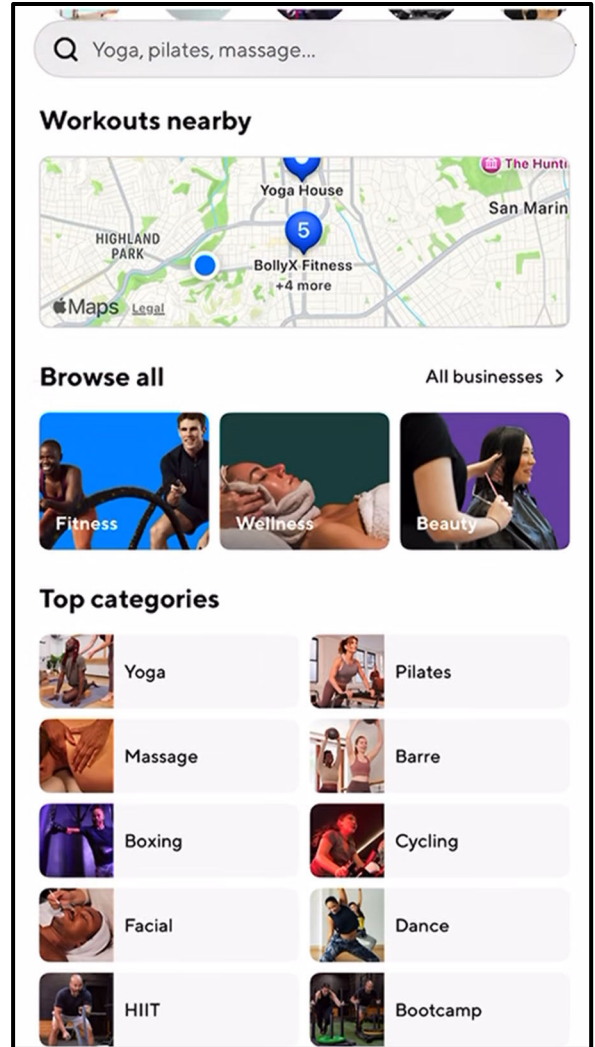 Yoga, pilates, massage...
Workouts nearby
Yoga House
The Hunti
San Marin
HIGHLAND
PARK
5
BollyX Fitness
+4 more
Maps Legal
Browse all
All businesses >
Fitness
Wellness
Beauty
Top categories
Yoga
Pilates
Massage
Barre
Boxing
Cycling
Facial
Dance
HIIT
Bootcamp